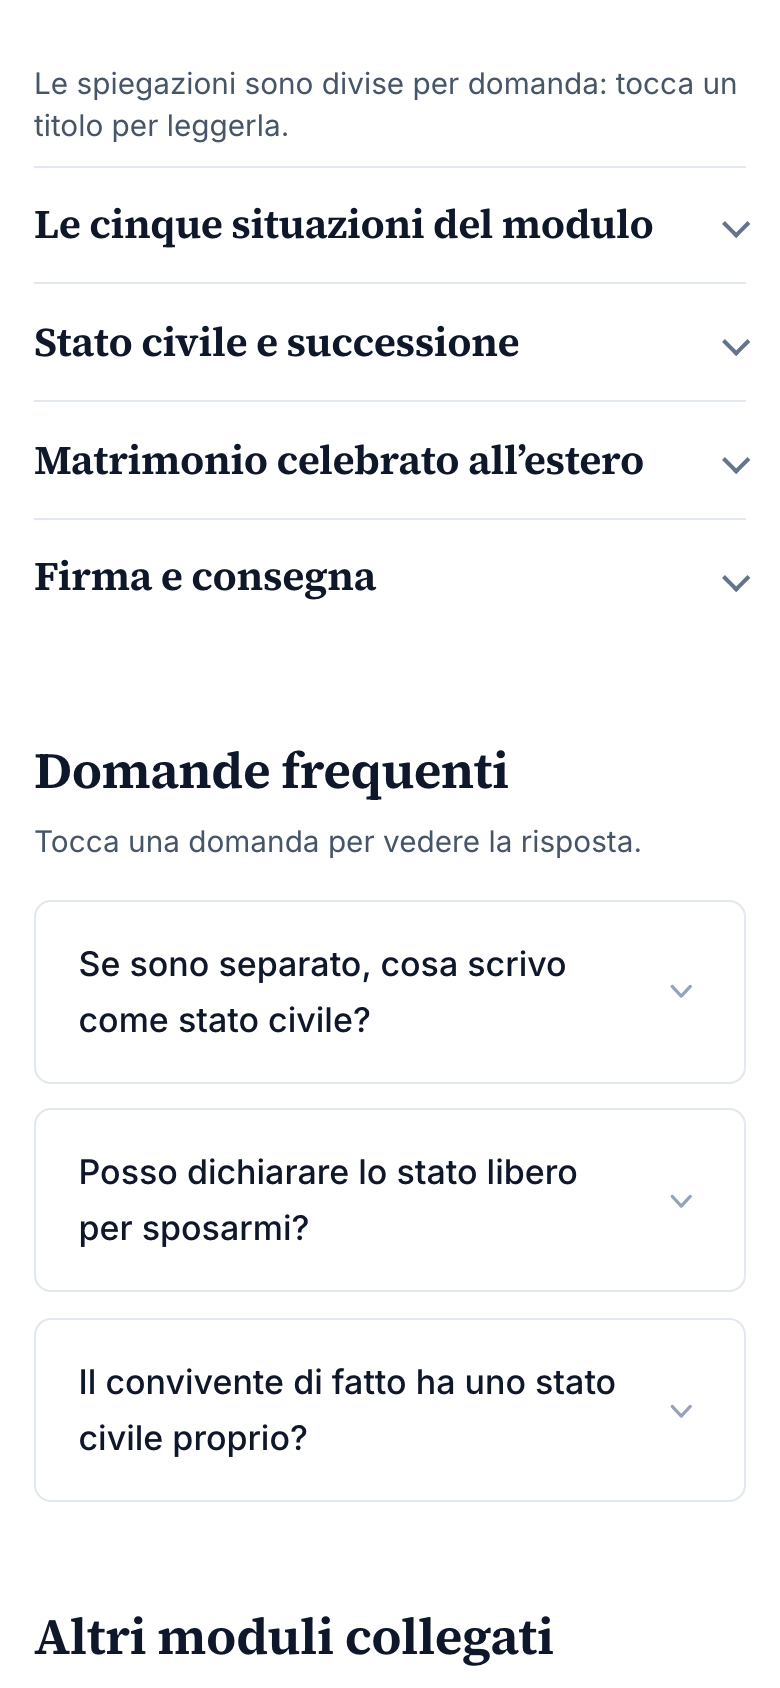 Le spiegazioni sono divise per domanda: tocca un
titolo per leggerla.
Le cinque situazioni del modulo
Stato civile e successione
Matrimonio celebrato all’estero
Firma e consegna
Domande frequenti
Tocca una domanda per vedere la risposta.
Se sono separato, cosa scrivo
come stato civile?
Posso dichiarare lo stato libero
per sposarmi?
Il convivente di fatto ha uno stato
civile proprio?
Altri moduli collegati